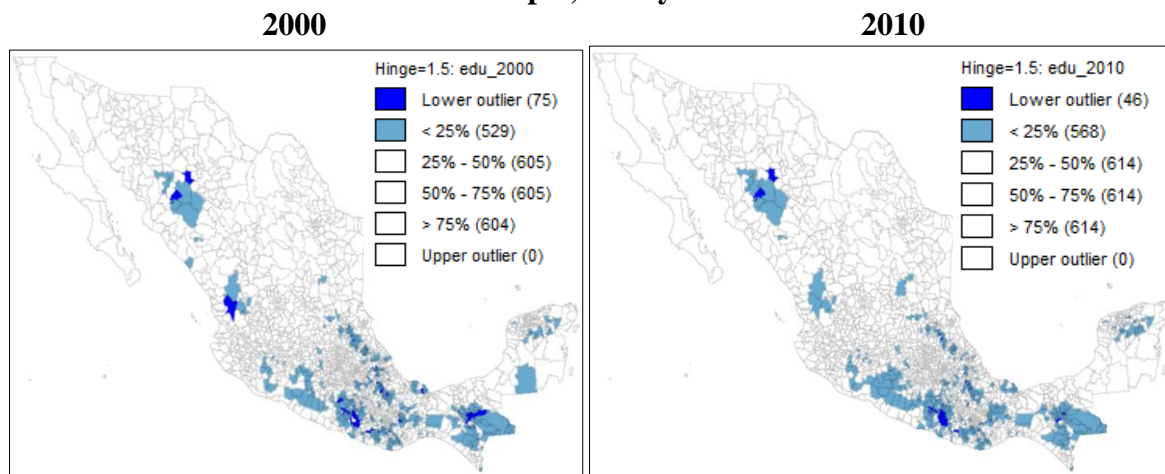 2000
2010
Hinge=1.5: edu_2000
Lower outlier (75)
< 25% (529)
25% - 50% (605)
50% - 75% (605)
> 75% (604)
Upper outlier (0)
Hinge=1.5: edu_2010
Lower outlier (46)
< 25% (568)
25% - 50% (614)
50% - 75% (614)
> 75% (614)
Upper outlier (0)